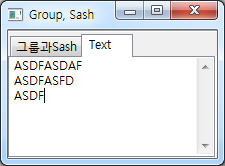 Group, Sash
그룹과Sash Text
ASDFASDAF
ASDFASFD
ASDF